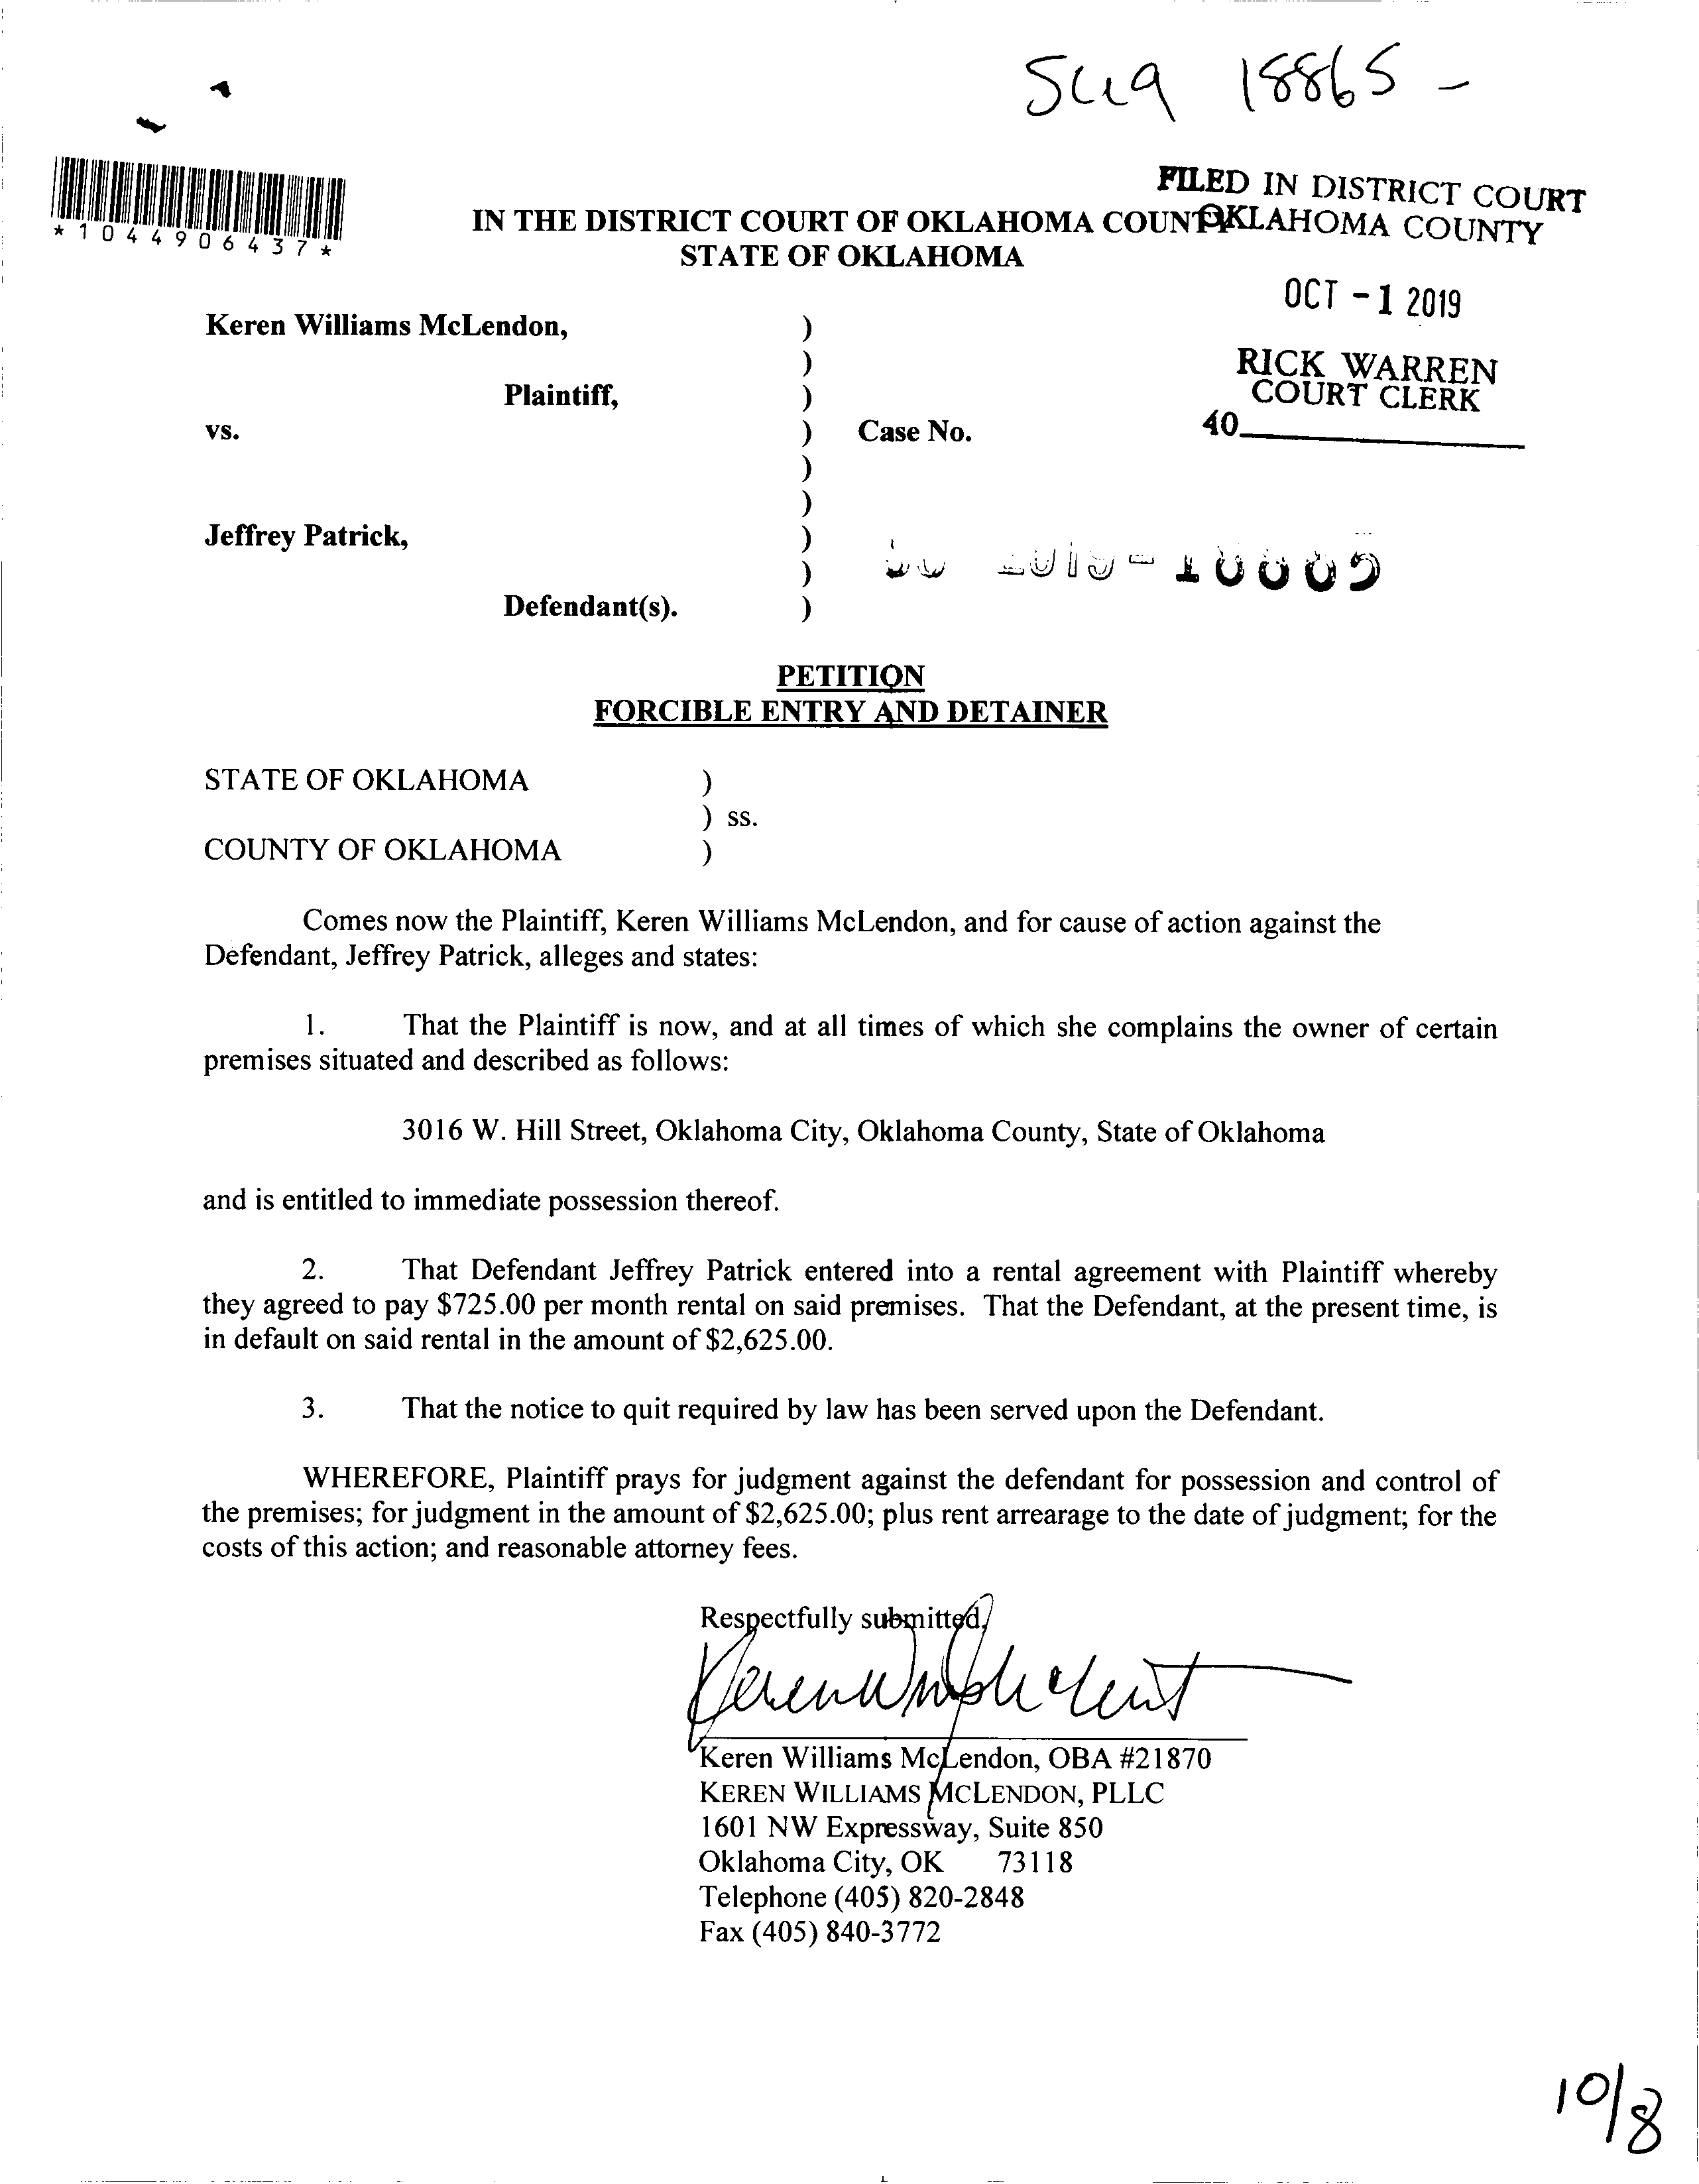 18865 -
*1044906437*
FILED IN DISTRICT COURT
OKLAHOMA COUNTY
IN THE DISTRICT COURT OF OKLAHOMA COUNTY
STATE OF OKLAHOMA
OCT - 1 2019
RICK WARREN
COURT CLERK
40
Keren Williams McLendon, )
)
Plaintiff, )
vs. ) Case No.
)
)
Jeffrey Patrick, )
)
Defendant(s). )
PETITION
FORCIBLE ENTRY AND DETAINER
STATE OF OKLAHOMA )
) ss.
COUNTY OF OKLAHOMA )
Comes now the Plaintiff, Keren Williams McLendon, and for cause of action against the
Defendant, Jeffrey Patrick, alleges and states:
1. That the Plaintiff is now, and at all times of which she complains the owner of certain
premises situated and described as follows:
3016 W. Hill Street, Oklahoma City, Oklahoma County, State of Oklahoma
and is entitled to immediate possession thereof.
2. That Defendant Jeffrey Patrick entered into a rental agreement with Plaintiff whereby
they agreed to pay $725.00 per month rental on said premises. That the Defendant, at the present time, is
in default on said rental in the amount of $2,625.00.
3. That the notice to quit required by law has been served upon the Defendant.
WHEREFORE, Plaintiff prays for judgment against the defendant for possession and control of
the premises; for judgment in the amount of $2,625.00; plus rent arrearage to the date of judgment; for the
costs of this action; and reasonable attorney fees.
Respectfully submitted,
Keren Williams McLendon, OBA #21870
KEREN WILLIAMS MCLENDON, PLLC
1601 NW Expressway, Suite 850
Oklahoma City, OK 73118
Telephone (405) 820-2848
Fax (405) 840-3772
10/8